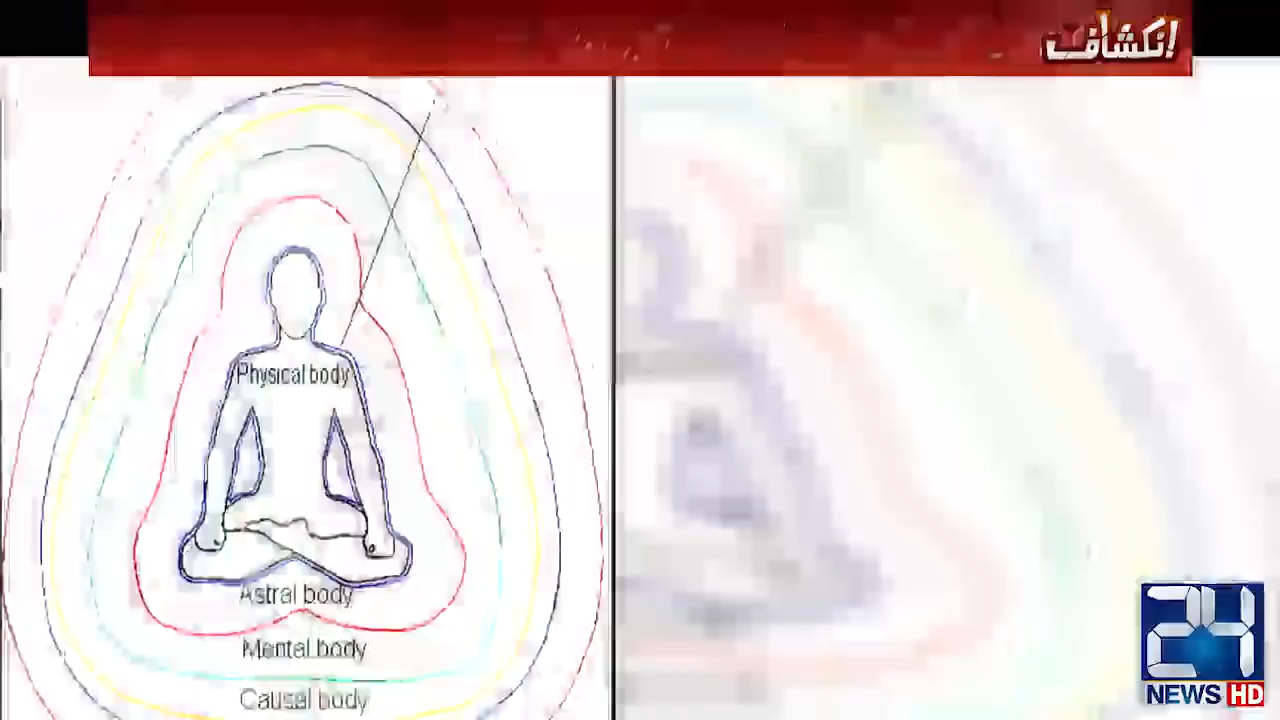 انکشاف
Physical body
Astral body
Mental body
Causal body
24
NEWS HD